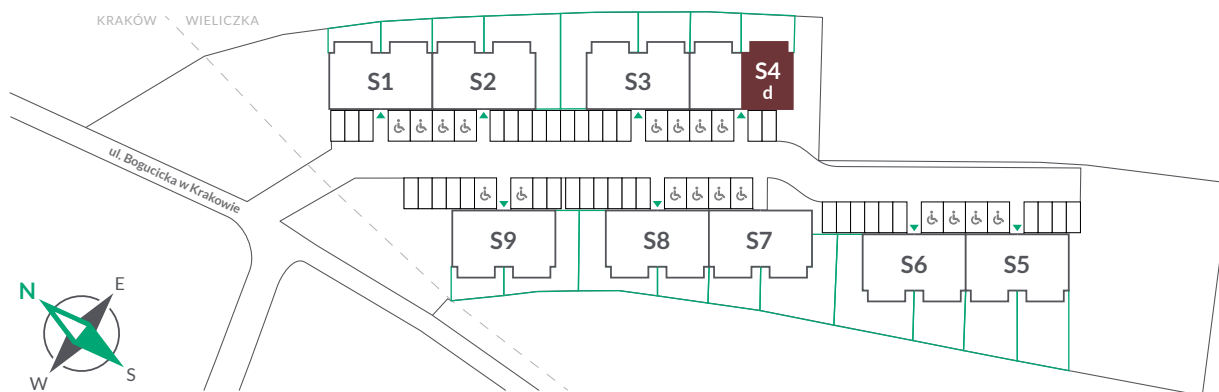 KRAKÓW WIELICZKA
S1
S2
S3
S4
d
ul. Bogucicka w Krakowie
S9
S8
S7
S6
S5
N
E
W
S